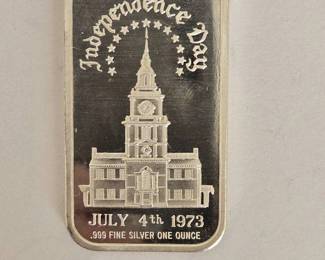 Independence Day
JULY 4th 1973
.999 FINE SILVER ONE OUNCE